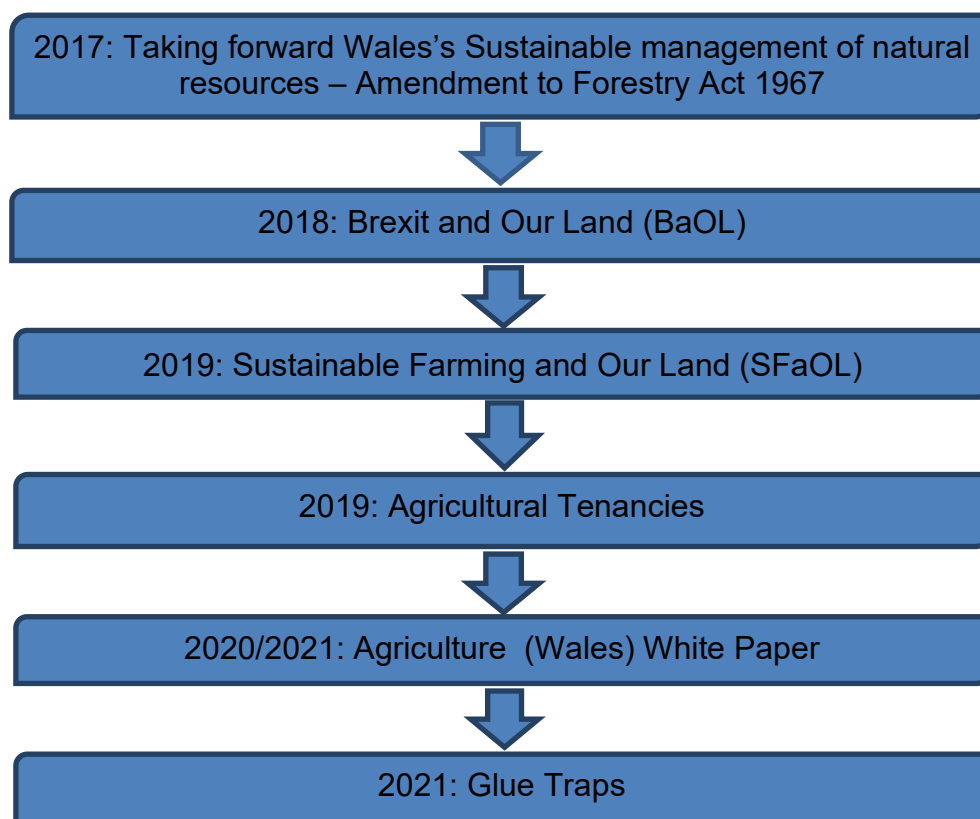 2017: Taking forward Wales’s Sustainable management of natural
resources – Amendment to Forestry Act 1967
2018: Brexit and Our Land (BaOL)
2019: Sustainable Farming and Our Land (SFaOL)
2019: Agricultural Tenancies
2020/2021: Agriculture (Wales) White Paper
2021: Glue Traps